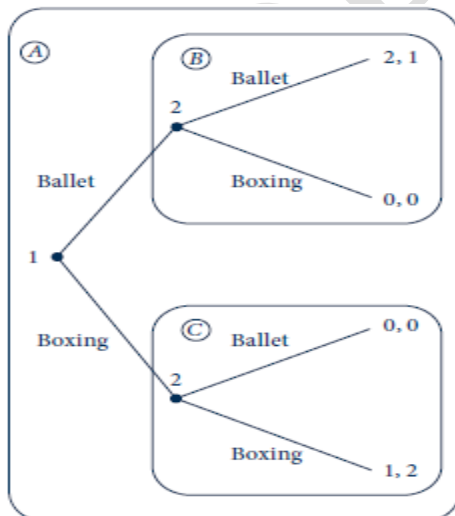 A
B
2, 1
Ballet
2
Boxing
0, 0
Ballet
1
Boxing
C
0, 0
Ballet
2
Boxing
1, 2